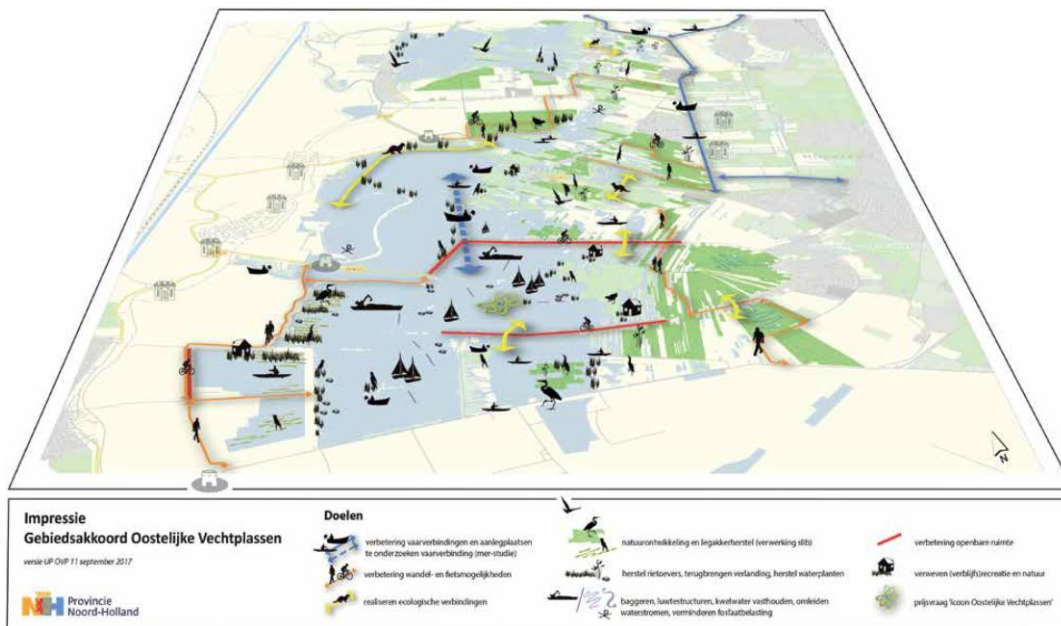 N
Impressie
Gebiedsakkoord Oostelijke Vechtplassen
versie UP OVP 11 september 2017
Provincie
Noord-Holland
Doelen
verbetering vaarverbindingen en aanlegplaatsen
te onderzoeken vaarverbinding (mer-studie)
verbetering wandel- en fietsmogelijkheden
realiseren ecologische verbindingen
natuurontwikkeling en legakkerherstel (verwerking slib)
herstel rietoevers, terugbrengen verlanding, herstel waterplanten
baggeren, luwtestructuren, kwelwater vasthouden, omleiden
waterstromen, verminderen fosfaatbelasting
verbetering openbare ruimte
verweven (verblijfs)recreatie en natuur
prijsvraag 'icoon Oostelijke Vechtplassen'